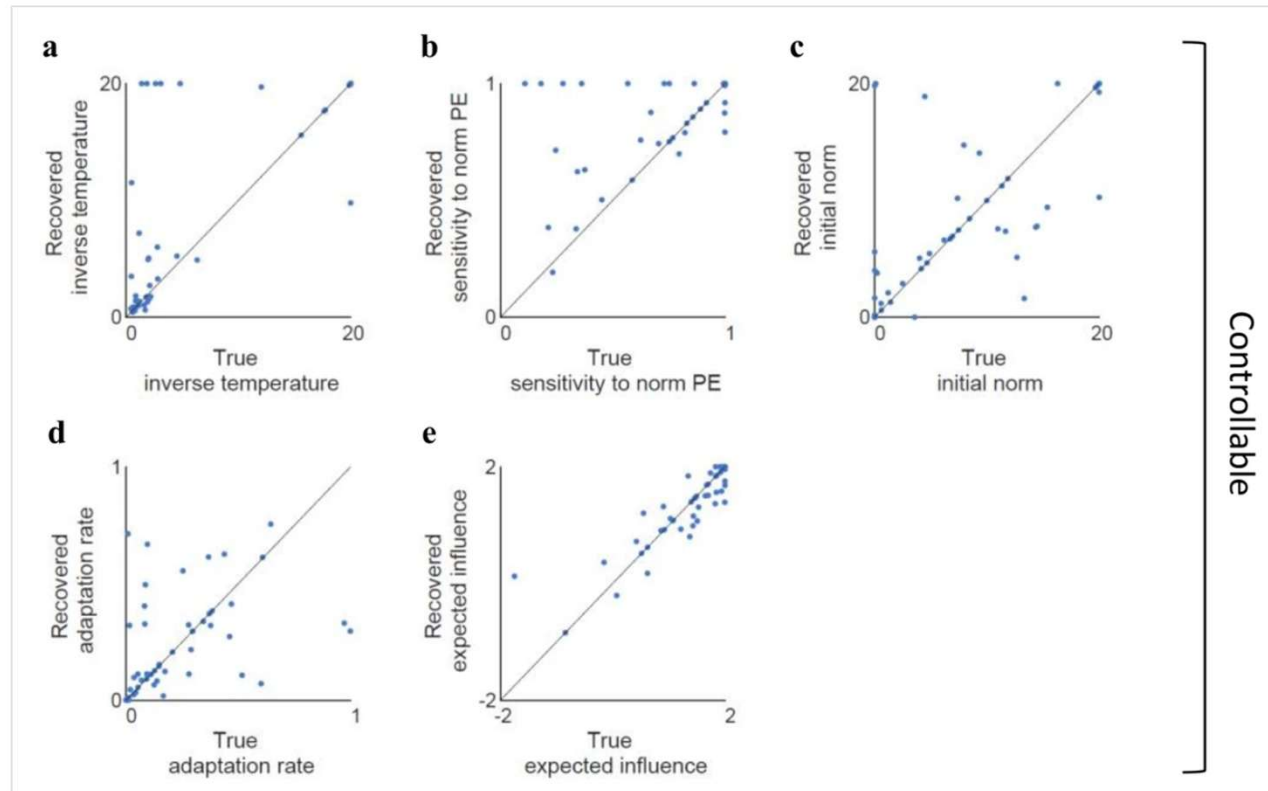 a
20
Recovered
inverse temperature
0
0
20
True
inverse temperature
b
1
Recovered
sensitivity to norm PE
0
0
1
True
sensitivity to norm PE
c
20
Recovered
initial norm
0
0
20
True
initial norm
d
1
Recovered
adaptation rate
0
0
1
True
adaptation rate
e
2
Recovered
expected influence
-2
-2
2
True
expected influence
Controllable